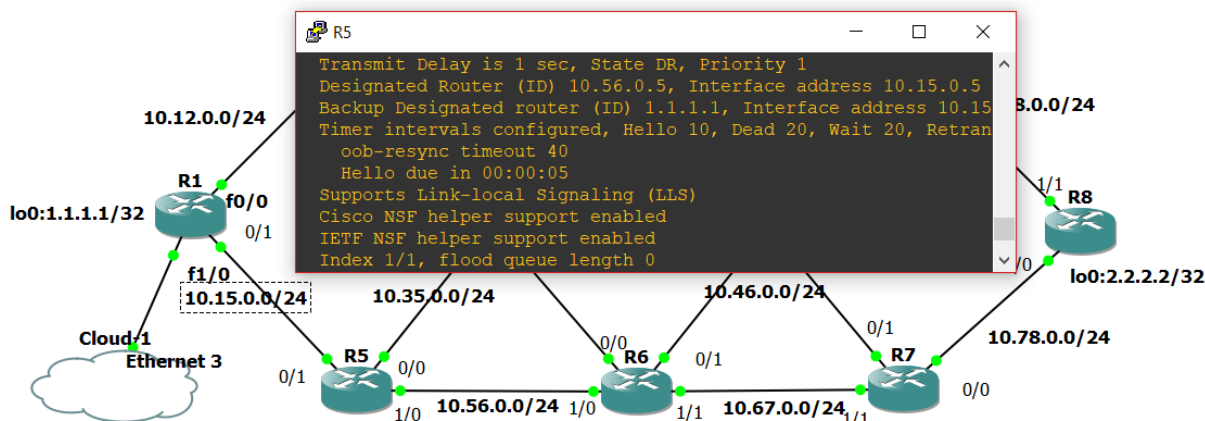 R5
Transmit Delay is 1 sec, State DR, Priority 1
Designated Router (ID) 10.56.0.5, Interface address 10.15.0.5
Backup Designated router (ID) 1.1.1.1, Interface address 10.15
Timer intervals configured, Hello 10, Dead 20, Wait 20, Retran
oob-resync timeout 40
Hello due in 00:00:05
Supports Link-local Signaling (LLS)
Cisco NSF helper support enabled
IETF NSF helper support enabled
Index 1/1, flood queue length 0
10.12.0.0/24
8.0.0/24
R1
f0/0
lo0:1.1.1.1/32
0/1
1/1
R8
/0
lo0:2.2.2.2/32
f1/0
10.15.0.0/24
10.35.0.0/24
10.46.0.0/24
Cloud-1
Ethernet 3
10.78.0.0/24
R5
0/0
0/1
1/0
10.56.0.0/24
0/0
R6
0/1
1/0
1/1
10.67.0.0/24
0/1
R7
0/0
1/1